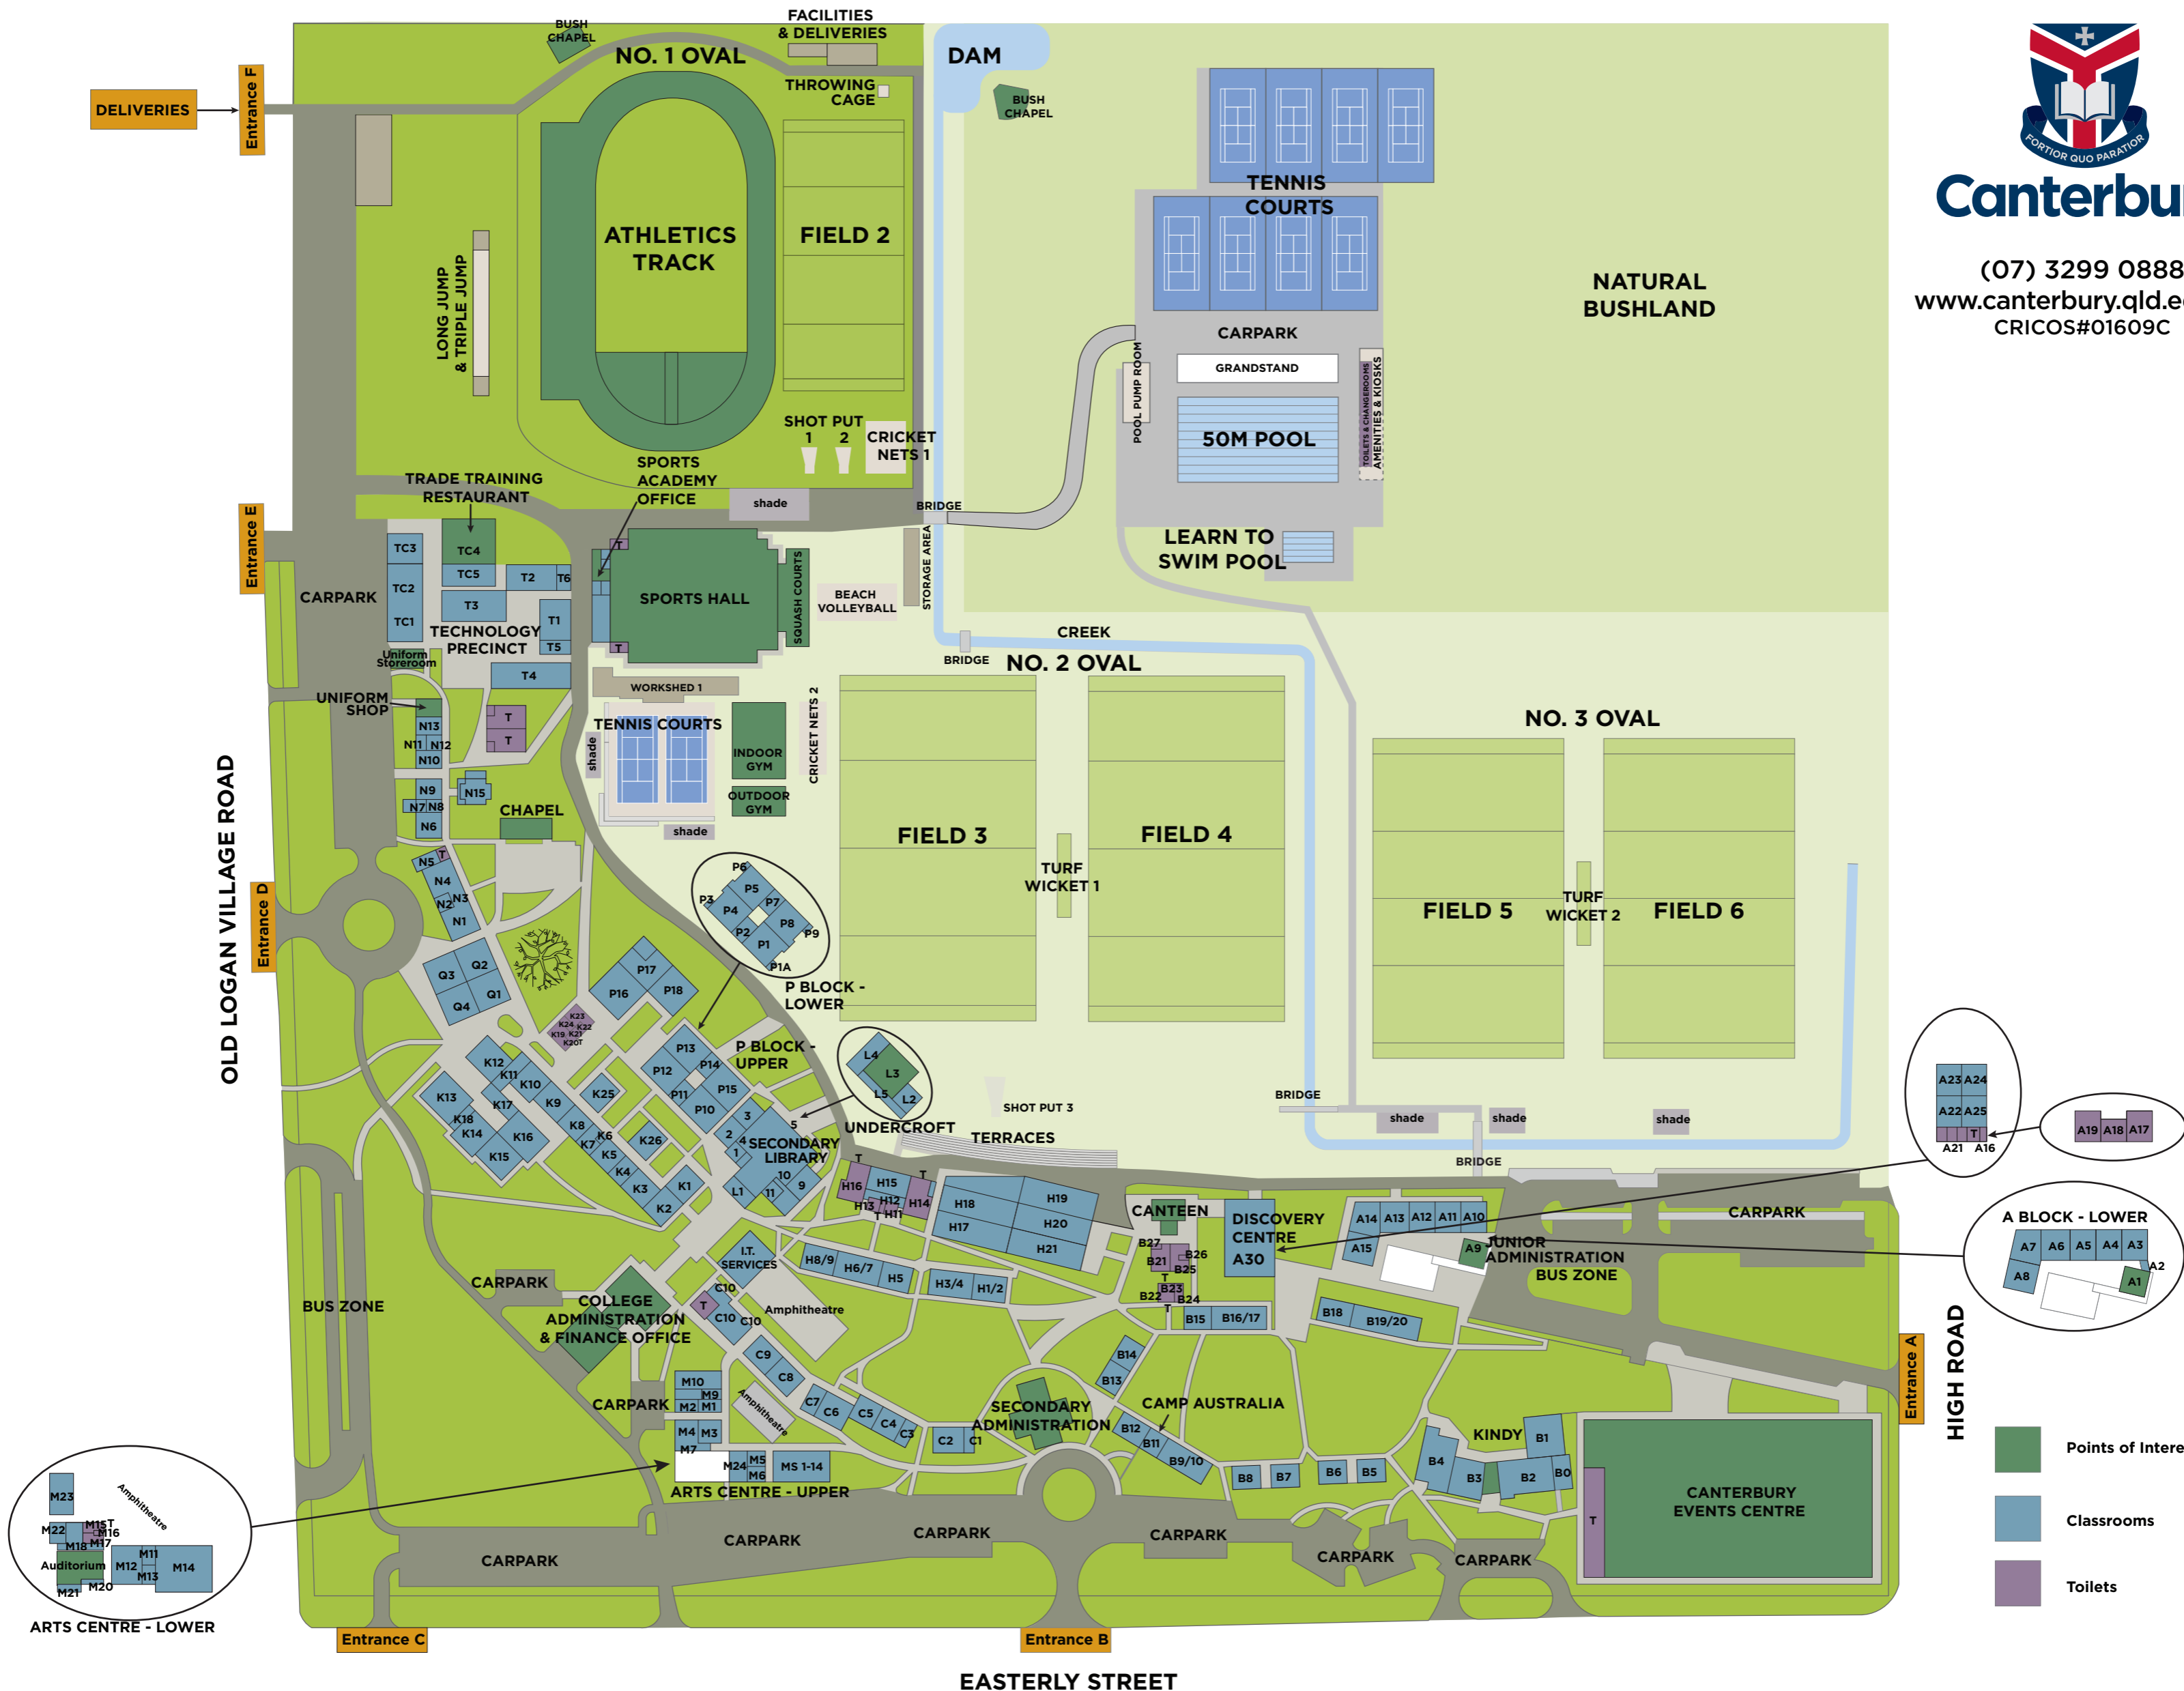 FACILITIES
& DELIVERIES
BUSH
CHAPEL
NO. 1 OVAL
DAM
DELIVERIES
Entrance F
THROWING
CAGE
BUSH
CHAPEL
FORTIOR QUO PARATIOR
Canterbu
(07) 3299 0888
www.canterbury.qld.e
CRICOS#01609C
TENNIS
COURTS
ATHLETICS
TRACK
FIELD 2
LONG JUMP
& TRIPLE JUMP
NATURAL
BUSHLAND
CARPARK
GRANDSTAND
POOL PUMP ROOM
50M POOL
TOILETS & CHANGEROOMS
AMENITIES & KIOSKS
SHOT PUT
1 2
CRICKET
NETS 1
SPORTS
ACADEMY
OFFICE
TRADE TRAINING
RESTAURANT
shade
BRIDGE
Entrance E
LEARN TO
SWIM POOL
STORAGE AREA
TC3
TC4
TC5
TC2
TC1
T2
T6
T3
T1
T5
T4
T
T
CARPARK
TECHNOLOGY
PRECINCT
SPORTS HALL
SQUASH COURTS
BEACH
VOLLEYBALL
Uniform
Storeroom
CREEK
BRIDGE
NO. 2 OVAL
WORKSHED 1
UNIFORM
SHOP
TENNIS COURTS
shade
INDOOR
GYM
OUTDOOR
GYM
CRICKET NETS 2
shade
NO. 3 OVAL
N13
N11
N12
N10
T
T
N9
N7
N8
N6
N15
CHAPEL
OLD LOGAN VILLAGE ROAD
FIELD 3
FIELD 4
TURF
WICKET 1
FIELD 5
TURF
WICKET 2
FIELD 6
Entrance D
T
N5
N4
N3
N2
N1
P6
P5
P3
P4
P7
P2
P8
P1
P9
P1A
P BLOCK -
LOWER
Q3
Q2
Q4
Q1
P17
P16
P18
K23
K24
K22
K19
K21
K20T
P13
P14
P12
P15
P11
P10
P BLOCK -
UPPER
L4
L3
L5
L2
UNDERCROFT
SHOT PUT 3
TERRACES
BRIDGE
shade
shade
shade
BRIDGE
K12
K11
K10
K13
K17
K9
K25
K18
K14
K16
K8
K6
K7
K5
K26
K15
K4
K3
K1
K2
3
2
4
1
5
SECONDARY
LIBRARY
10
9
11
L1
T
H16
H15
T
H12
H13
H14
H11
T
H18
H19
H17
H20
H21
CANTEEN
DISCOVERY
CENTRE
A30
A14
A13
A12
A11
A10
A15
A9
JUNIOR
ADMINISTRATION
BUS ZONE
CARPARK
A23
A24
A22
A25
T
A21
A16
A19
A18
A17
A BLOCK - LOWER
A7
A6
A5
A4
A3
A2
A8
A1
B27
B26
B21
B25
T
B23
B22
B24
T
B15
B16/17
B18
B19/20
I.T.
SERVICES
H8/9
H6/7
H5
H3/4
H1/2
CARPARK
BUS ZONE
COLLEGE
ADMINISTRATION
& FINANCE OFFICE
C10
T
C10
C10
Amphitheatre
C9
C8
B14
B13
Entrance A
HIGH ROAD
M10
M9
M2
M1
CARPARK
M4
M3
M7
Amphitheatre
C7
C6
C5
C4
C3
C2
C1
SECONDARY
ADMINISTRATION
CAMP AUSTRALIA
B12
B11
B9/10
B8
B7
B6
B5
KINDY
B4
B3
B2
B1
B0
M24
M5
M6
MS 1-14
ARTS CENTRE - UPPER
CANTERBURY
EVENTS CENTRE
T
Points of Intere
Classrooms
Toilets
M23
Amphitheatre
M22
M15
T
M16
M17
M18
Auditorium
M12
M11
M13
M14
M21
M20
ARTS CENTRE - LOWER
CARPARK
CARPARK
CARPARK
CARPARK
CARPARK
CARPARK
Entrance C
Entrance B
EASTERLY STREET